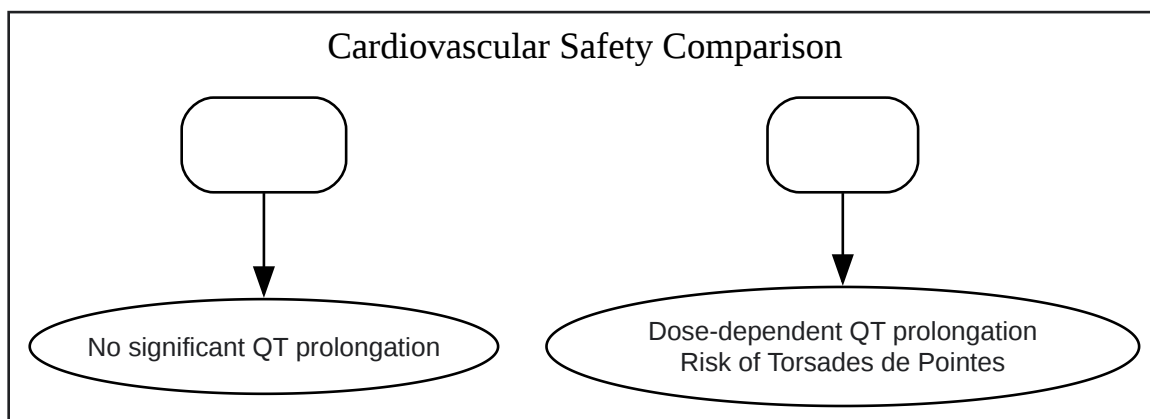 Cardiovascular Safety Comparison
No significant QT prolongation
Dose-dependent QT prolongation
Risk of Torsades de Pointes